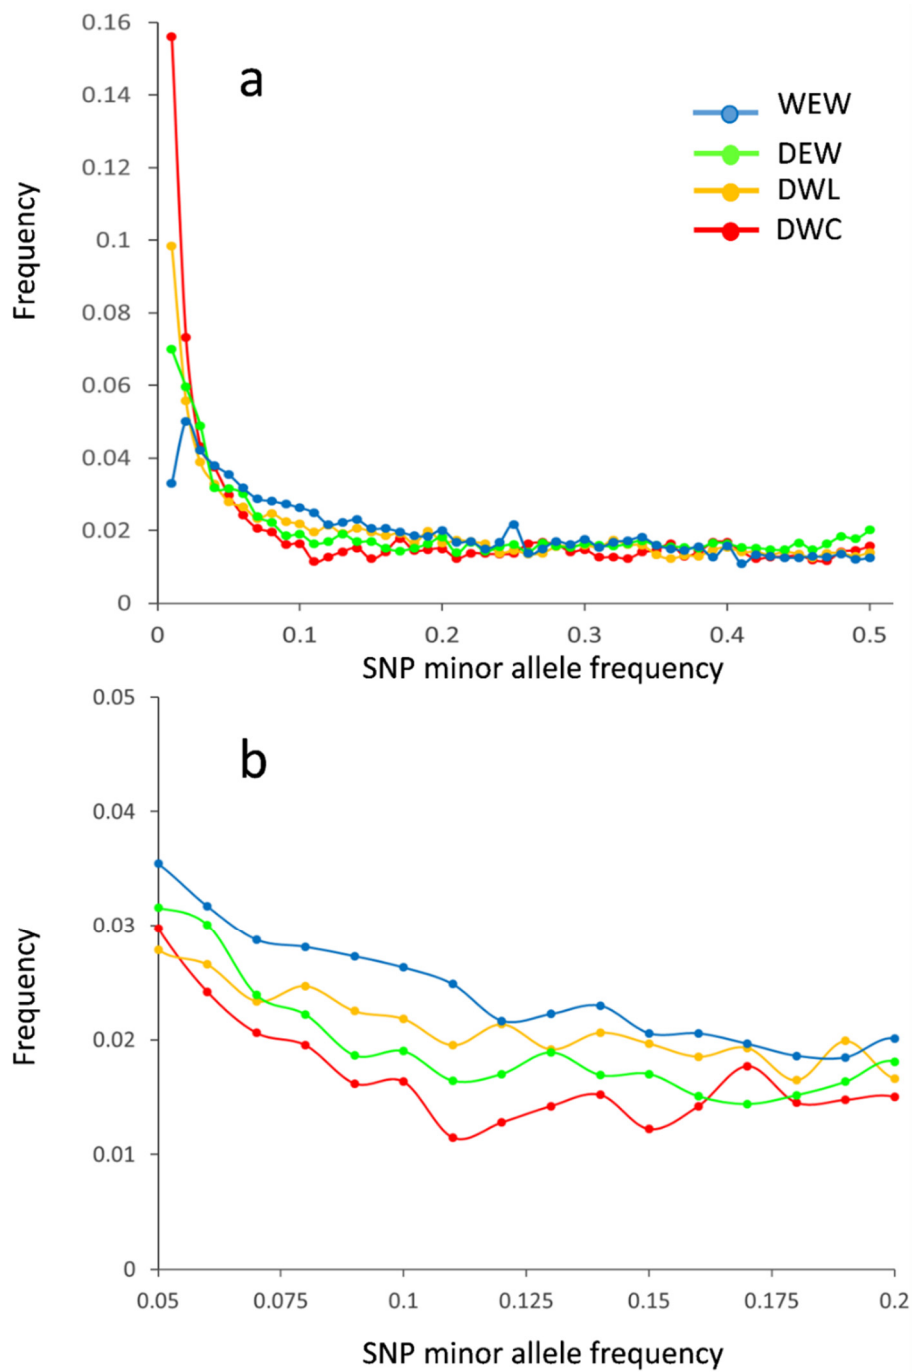 a
0.16
0.14
0.12
0.1
0.08
0.06
0.04
0.02
0
Frequency
WEW
DEW
DWL
DWC
0 0.1 0.2 0.3 0.4 0.5
SNP minor allele frequency
b
0.05
0.04
0.03
0.02
0.01
0
Frequency
0.05 0.075 0.1 0.125 0.15 0.175 0.2
SNP minor allele frequency